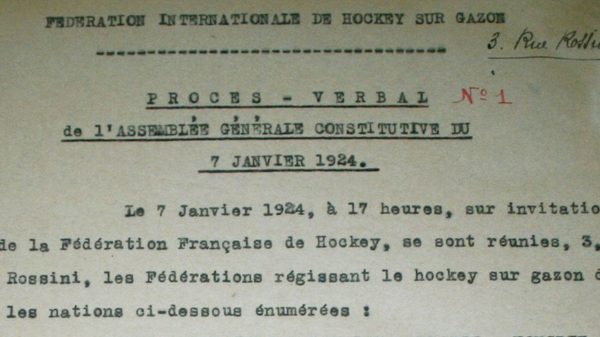 FEDERATION INTERNATIONALE DE HOCKEY SUR GAZON
3. Rue
PROCES - VERBAL N° 1
de l'ASSEMBLÉE GÉNÉRALE CONSTITUTIVE DU
7 JANVIER 1924.
Le 7 Janvier 1924, à 17 heures, sur invitatio
de la Fédération Française de Hockey, se sont réunies, 3,
Rossini, les Fédérations régissant le hockey sur gazon d
les nations ci-dessous énumérées :